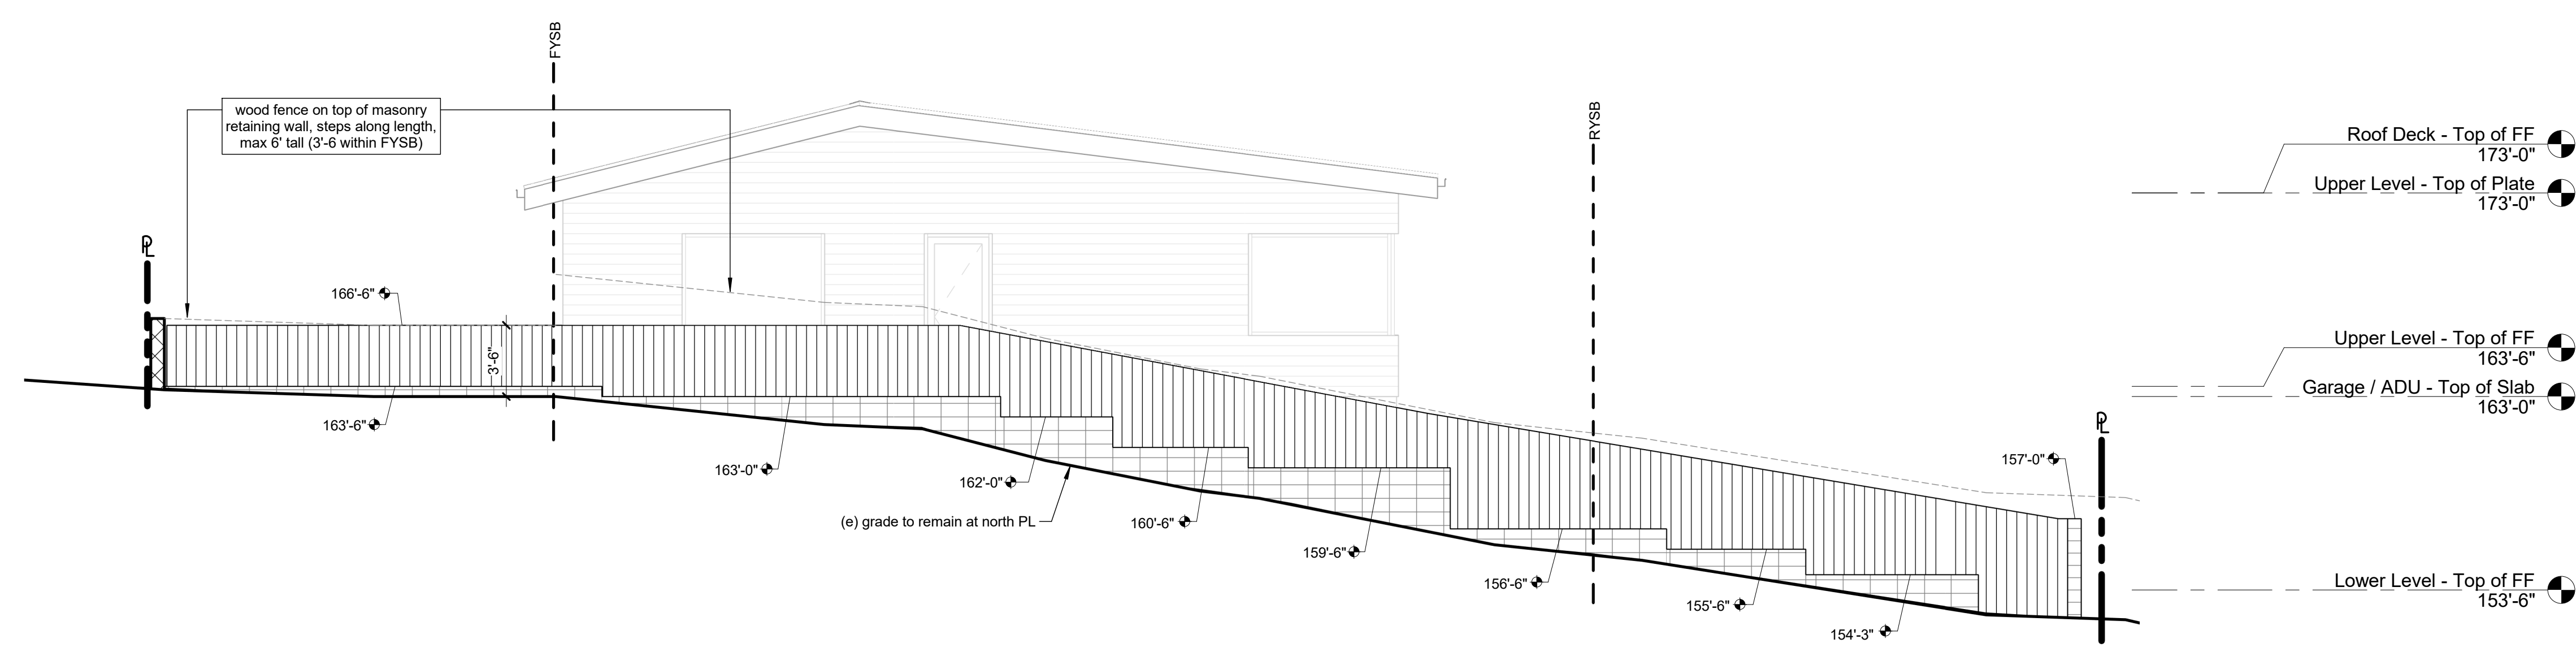 FYSB
wood fence on top of masonry
retaining wall, steps along length,
max 6' tall (3'-6 within FYSB)
RYSB
Roof Deck - Top of FF
173'-0"
Upper Level - Top of Plate
173'-0"
PL
166'-6"
3'-6"
163'-6"
163'-0"
162'-0"
(e) grade to remain at north PL
160'-6"
159'-6"
156'-6"
155'-6"
154'-3"
157'-0"
PL
Upper Level - Top of FF
163'-6"
Garage / ADU - Top of Slab
163'-0"
Lower Level - Top of FF
153'-6"